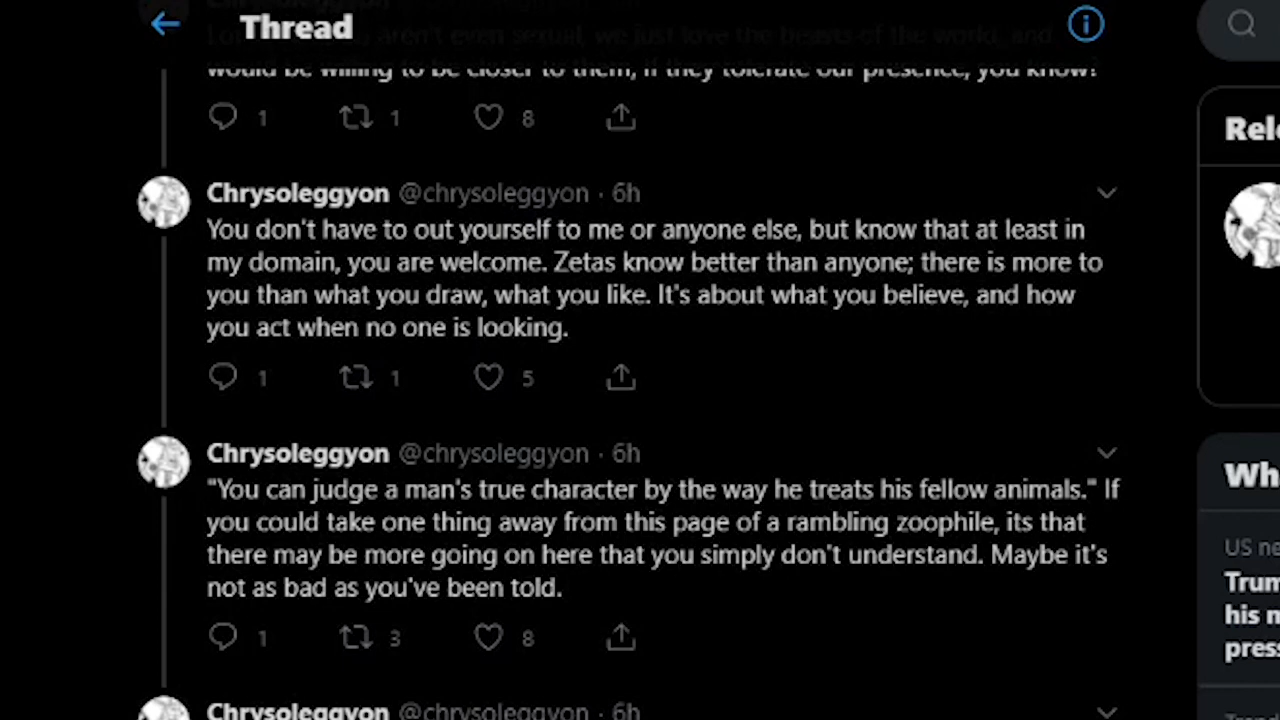 Thread
aren't even sexual, we just love the beasts of the world, and
would be willing to be closer to them, if they tolerate our presence, you know?
1 1 8
Chrysoleggyon @chrysoleggyon · 6h
You don't have to out yourself to me or anyone else, but know that at least in
my domain, you are welcome. Zetas know better than anyone; there is more to
you than what you draw, what you like. It's about what you believe, and how
you act when no one is looking.
1 1 5
Chrysoleggyon @chrysoleggyon · 6h
"You can judge a man's true character by the way he treats his fellow animals." If
you could take one thing away from this page of a rambling zoophile, its that
there may be more going on here that you simply don't understand. Maybe it's
not as bad as you've been told.
1 3 8
Chrysoleggyon @chrysoleggyon · 6h
Rel
Wh
US ne
Trum
his m
press